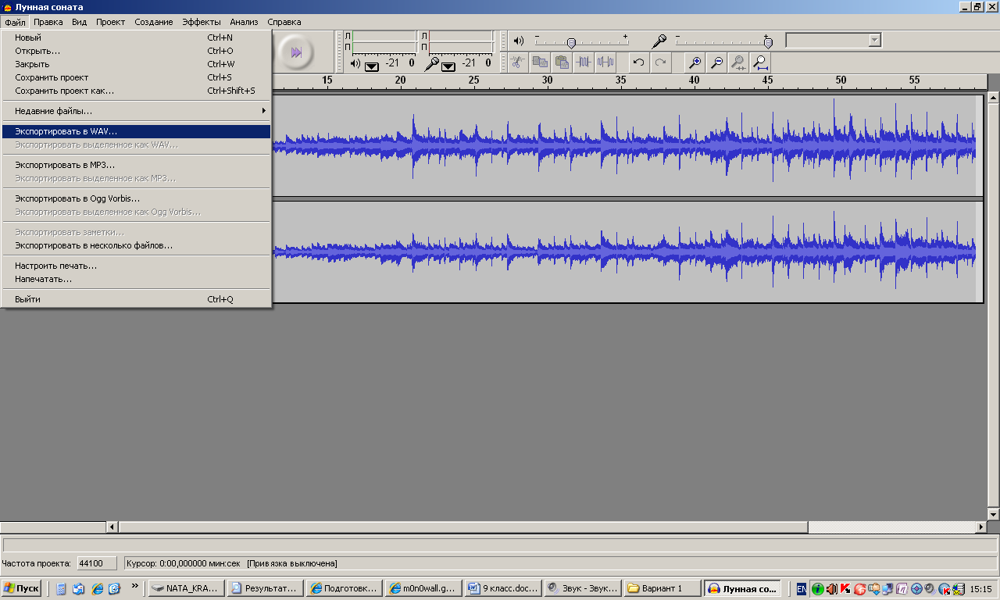 Лунная соната
Файл Правка Вид Проект Создание Эффекты Анализ Справка
Новый Ctrl+N
Открыть... Ctrl+O
Закрыть Ctrl+W
Сохранить проект Ctrl+S
Сохранить проект как... Ctrl+Shift+S
Недавние файлы...
Экспортировать в WAV...
Экспортировать выделенное как WAV...
Экспортировать в MP3...
Экспортировать выделенное как MP3...
Экспортировать в Ogg Vorbis...
Экспортировать выделенное как Ogg Vorbis...
Экспортировать заметки...
Экспортировать в несколько файлов...
Настроить печать...
Напечатать...
Выйти Ctrl+Q
Л Л
П П
-21 0 -21 0
- + - +
15 20 25 30 35 40 45 50 55
Частота проекта: 44100 Курсор: 0:00,000000 мин:сек [Привязка выключена]
Пуск » NATA_KRA... Результат... Подготовк... m0n0wall.g... 9 класс.doc... Звук - Звук... Вариант 1 Лунная со... EN 15:15